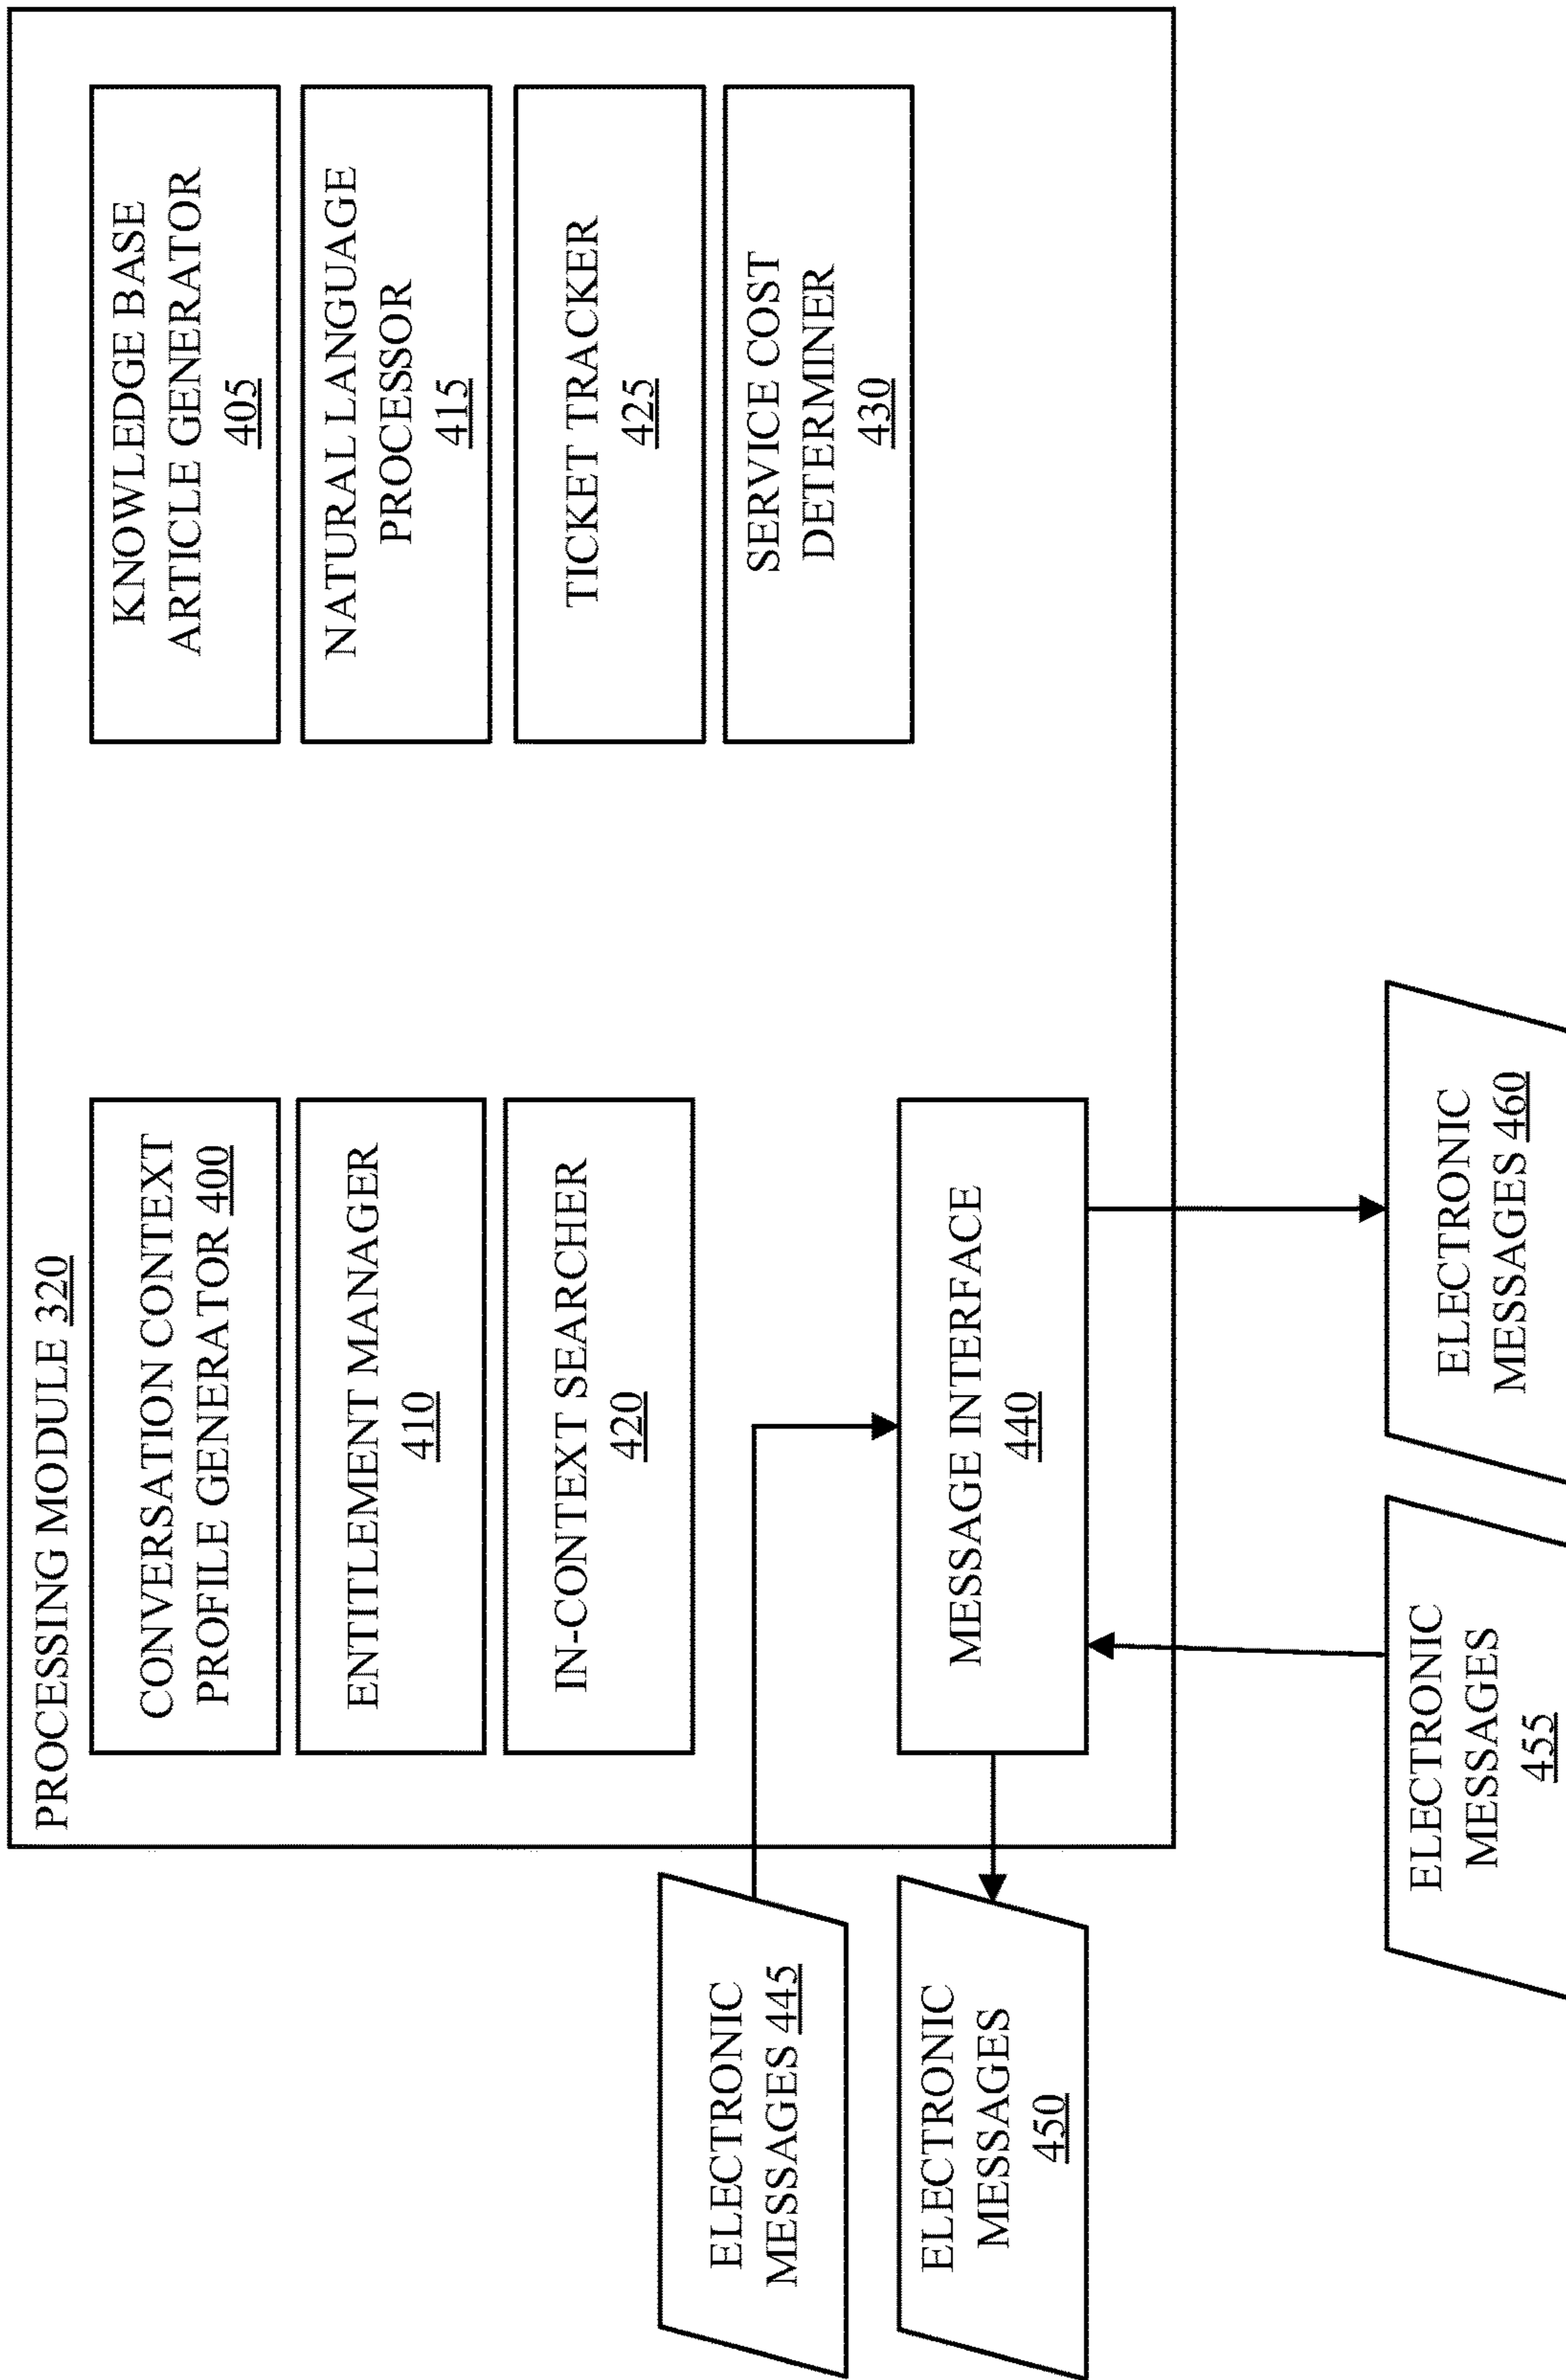 PROCESSING MODULE 320
CONVERSATION CONTEXT
PROFILE GENERATOR 400
KNOWLEDGE BASE
ARTICLE GENERATOR
405
ENTITLEMENT MANAGER
410
NATURAL LANGUAGE
PROCESSOR
415
IN-CONTEXT SEARCHER
420
TICKET TRACKER
425
SERVICE COST
DETERMINER
430
ELECTRONIC
MESSAGES 445
MESSAGE INTERFACE
440
ELECTRONIC
MESSAGES
450
ELECTRONIC
MESSAGES
455
ELECTRONIC
MESSAGES 460